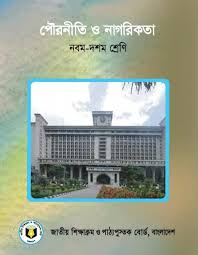 পৌরনীতি ও নাগরিকতা
নবম-দশম শ্রেণি
জাতীয় শিক্ষাক্রম ও পাঠ্যপুস্তক বোর্ড, বাংলাদেশ